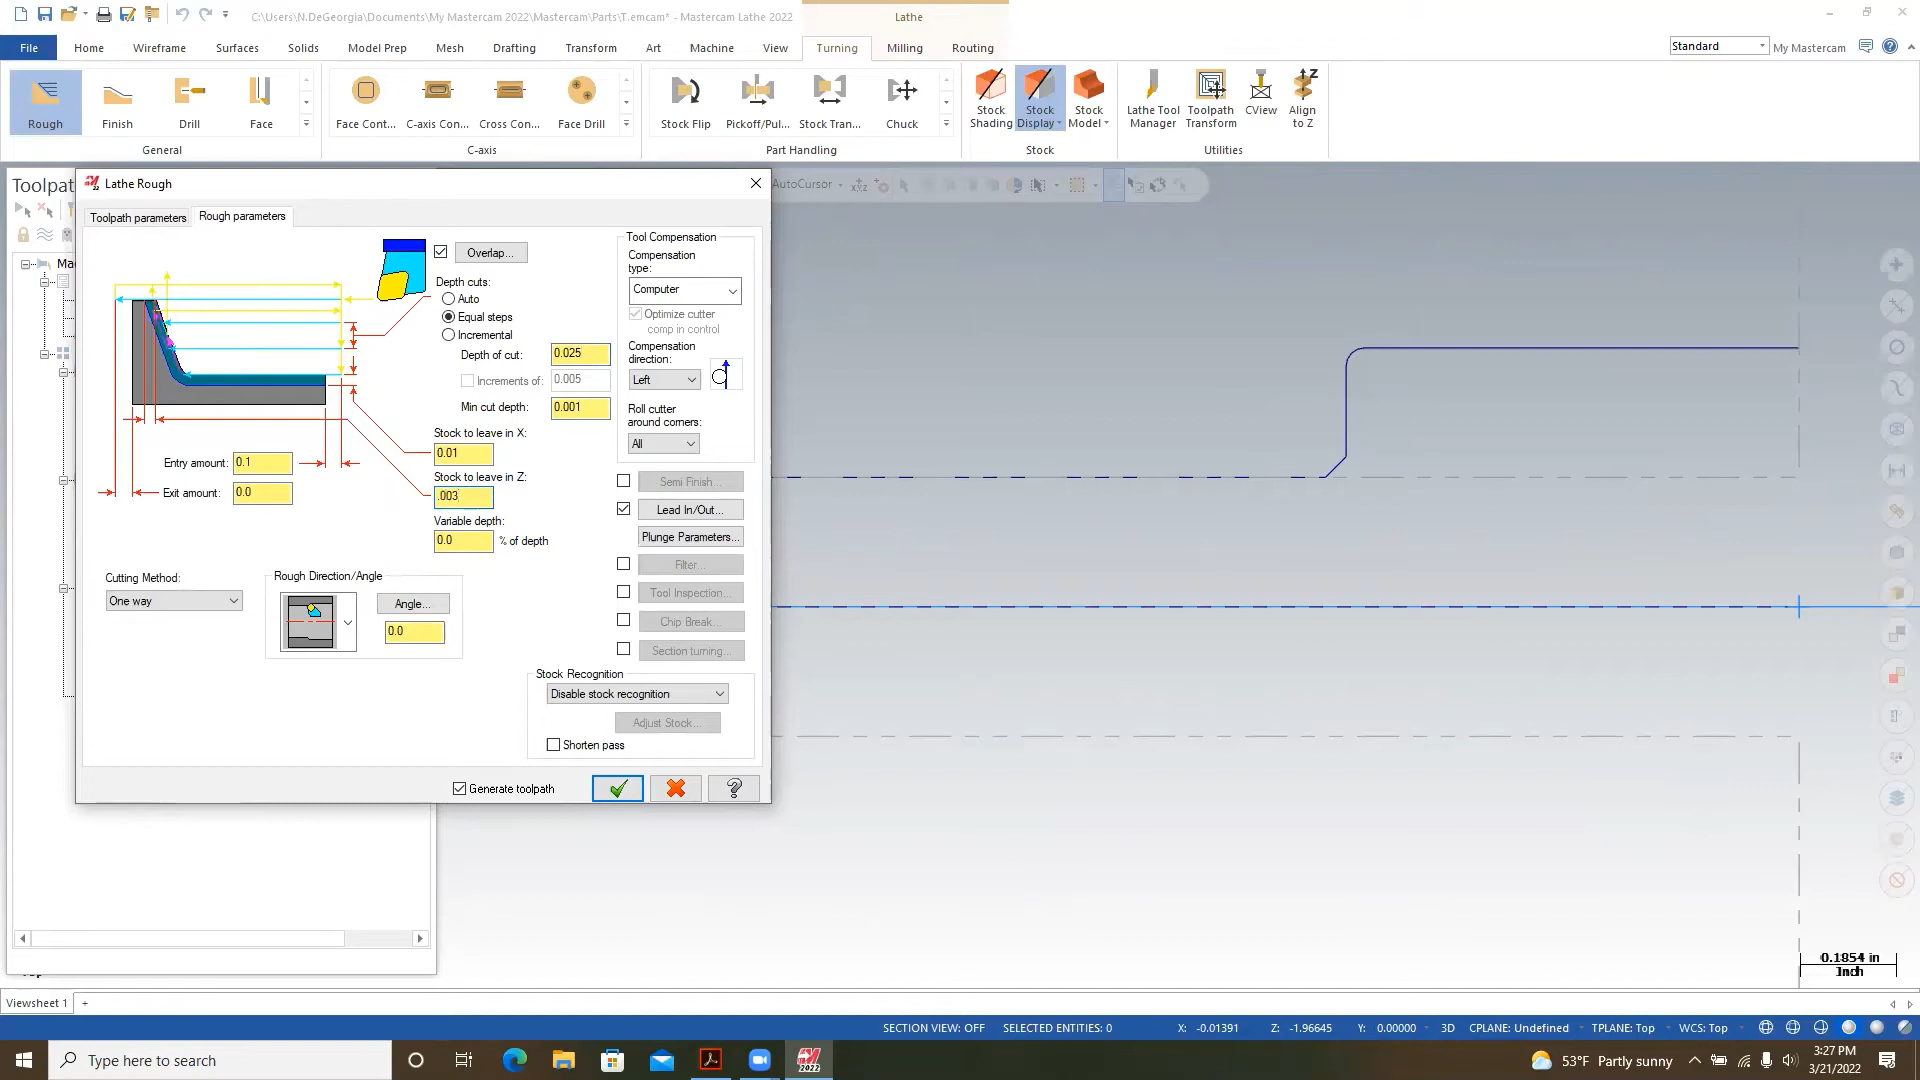 C:\Users\N.DeGeorgia\Documents\My Mastercam 2022\Mastercam\Parts\T.emcam* - Mastercam Lathe 2022
Lathe
File Home Wireframe Surfaces Solids Model Prep Mesh Drafting Transform Art Machine View Turning Milling Routing
Standard My Mastercam
Rough Finish Drill Face
General
Face Cont... C-axis Con... Cross Con... Face Drill
C-axis
Stock Flip Pickoff/Pul... Stock Tran... Chuck
Part Handling
Stock Shading
Stock Display
Stock Model
Stock
Lathe Tool Manager
Toolpath Transform
CView
Align to Z
Utilities
Toolpat
Lathe Rough
AutoCursor
Toolpath parameters Rough parameters
Mac
Overlap...
Depth cuts:
Auto
Equal steps
Incremental
Depth of cut: 0.025
Increments of: 0.005
Min cut depth: 0.001
Stock to leave in X:
0.01
Stock to leave in Z:
.003
Variable depth:
0.0 % of depth
Entry amount: 0.1
Exit amount: 0.0
Tool Compensation
Compensation
type:
Computer
Optimize cutter
comp in control
Compensation
direction:
Left
Roll cutter
around corners:
All
Semi Finish...
Lead In/Out...
Plunge Parameters...
Filter...
Tool Inspection...
Chip Break...
Section turning...
Cutting Method:
One way
Rough Direction/Angle
Angle...
0.0
Stock Recognition
Disable stock recognition
Adjust Stock...
Shorten pass
Generate toolpath
0.1854 in
Inch
Viewsheet 1 +
SECTION VIEW: OFF SELECTED ENTITIES: 0 X: -0.01391 Z: -1.96645 Y: 0.00000 3D CPLANE: Undefined TPLANE: Top WCS: Top
Type here to search
2022
53°F Partly sunny
3:27 PM
3/21/2022